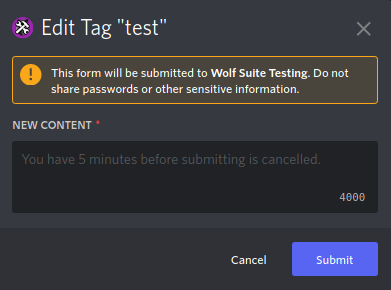 Edit Tag "test"
This form will be submitted to Wolf Suite Testing. Do not
share passwords or other sensitive information.
NEW CONTENT *
You have 5 minutes before submitting is cancelled.
4000
Cancel Submit